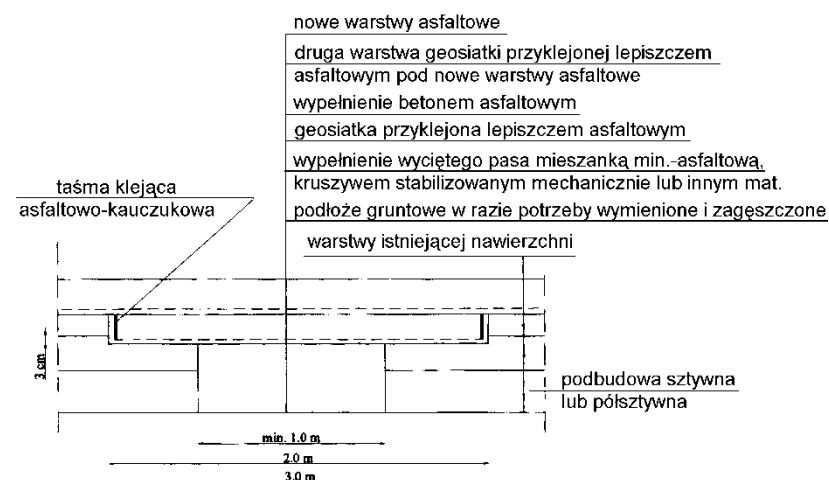 nowe warstwy asfaltowe
druga warstwa geosiatki przyklejonej lepiszczem
asfaltowym pod nowe warstwy asfaltowe
wypełnienie betonem asfaltowym
geosiatka przyklejona lepiszczem asfaltowym
wypełnienie wyciętego pasa mieszanką min.-asfaltową,
kruszywem stabilizowanym mechanicznie lub innym mat.
podłoże gruntowe w razie potrzeby wymienione i zagęszczone
warstwy istniejącej nawierzchni
taśma klejąca
asfaltowo-kauczukowa
3 cm
podbudowa sztywna
lub półsztywna
min. 1.0 m
2.0 m
3.0 m